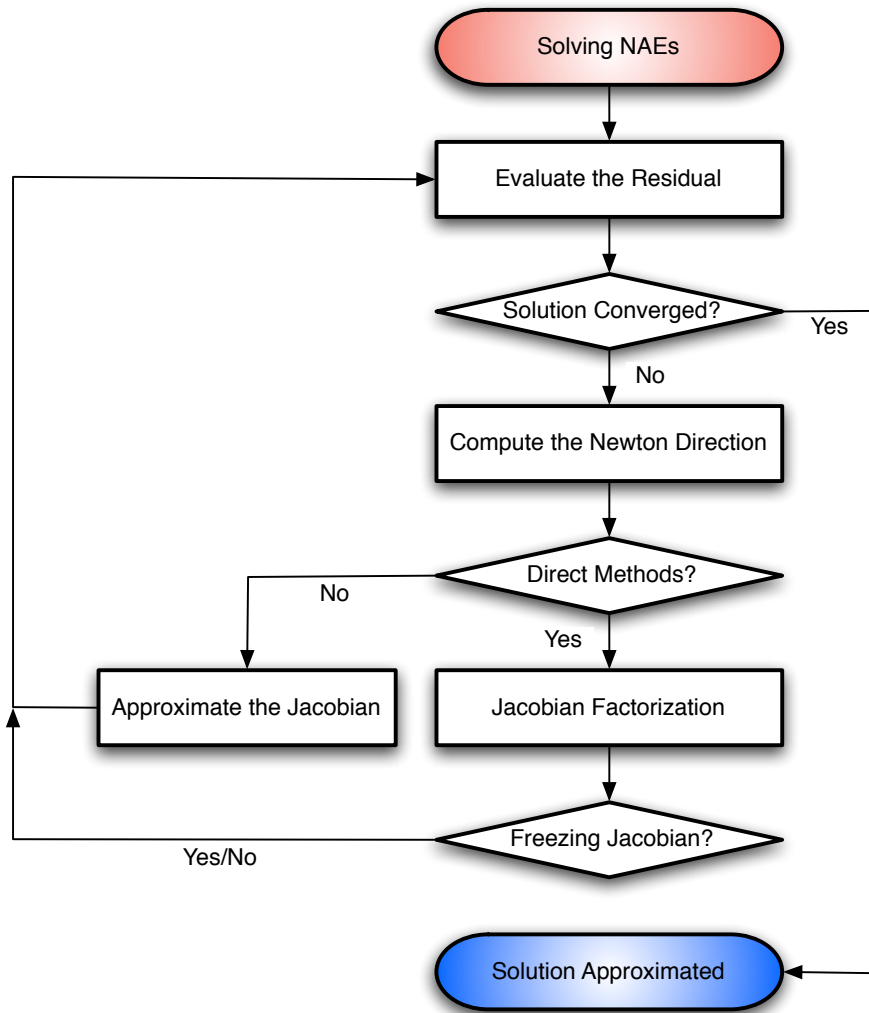 Solving NAEs
Evaluate the Residual
Solution Converged?
Yes
No
Compute the Newton Direction
Direct Methods?
No
Yes
Approximate the Jacobian
Jacobian Factorization
Freezing Jacobian?
Yes/No
Solution Approximated